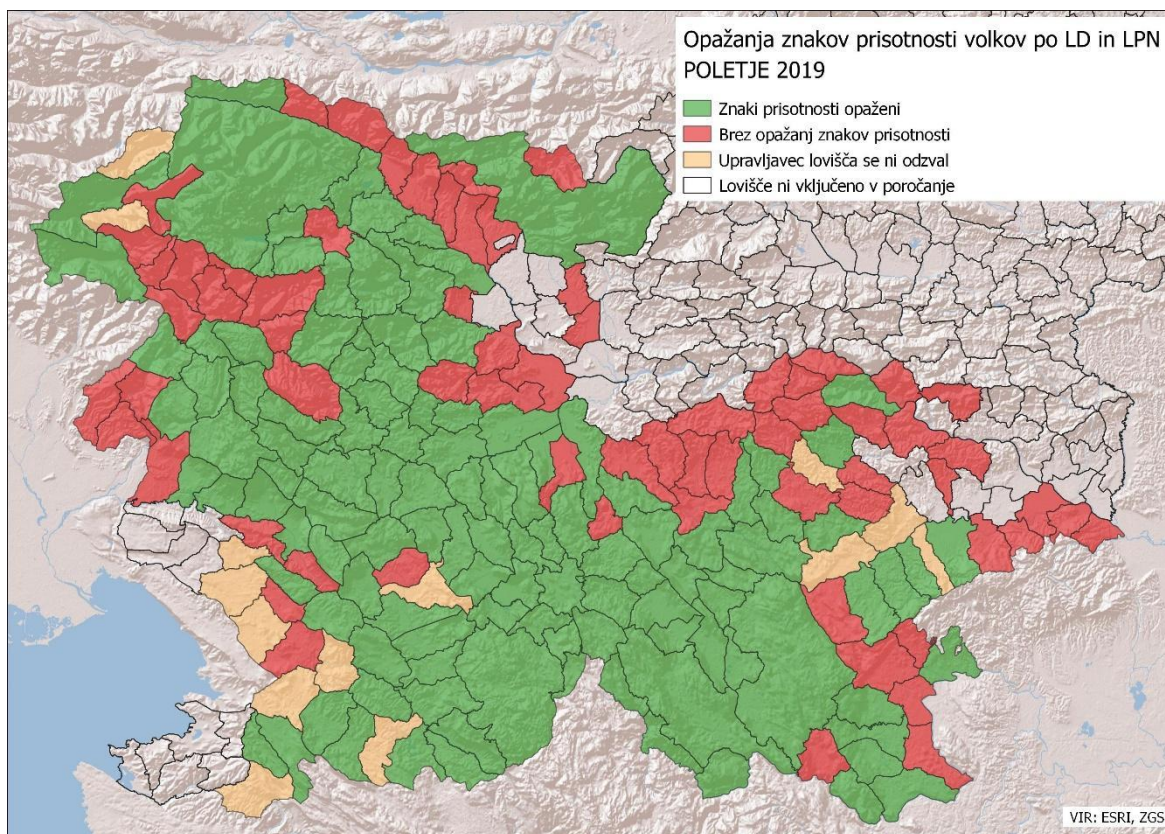 Opažanja znakov prisotnosti volkov po LD in LPN
POLETJE 2019
Znaki prisotnosti opaženi
Brez opažanj znakov prisotnosti
Upravljavec lovišča se ni odzval
Lovišče ni vključeno v poročanje
VIR: ESRI, ZGS